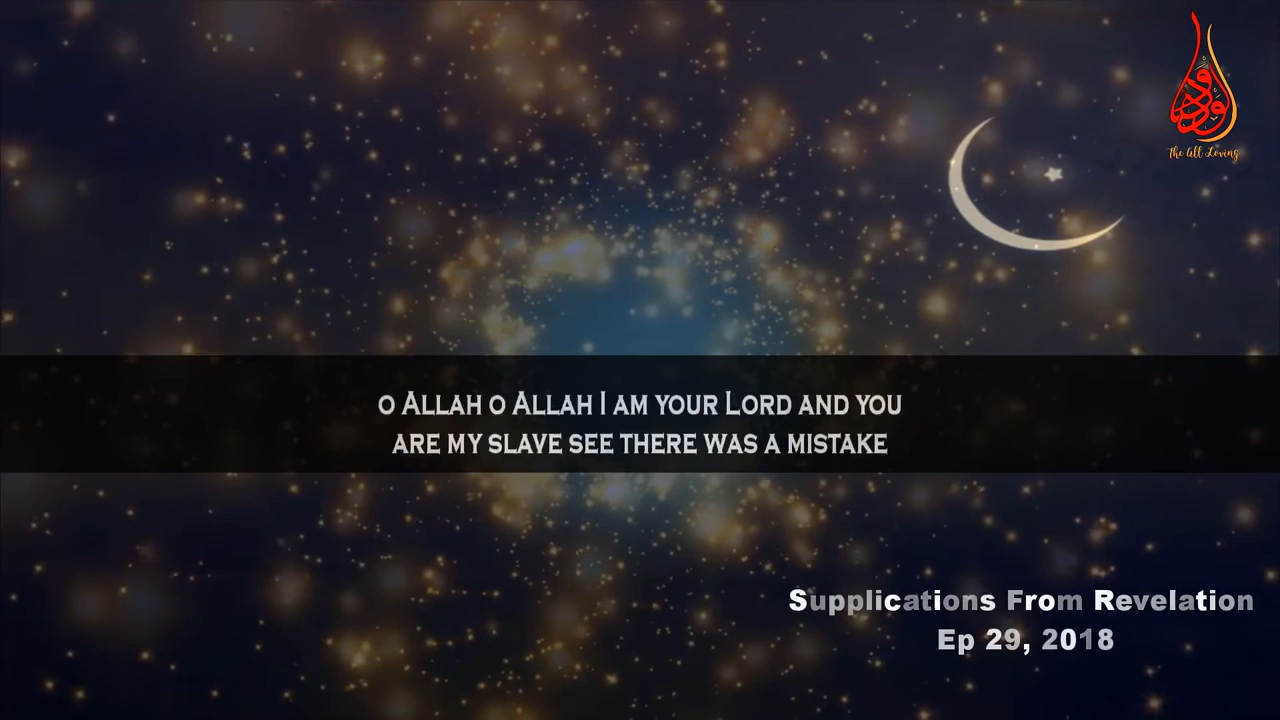 الودود
The All Loving
O ALLAH O ALLAH I AM YOUR LORD AND YOU
ARE MY SLAVE SEE THERE WAS A MISTAKE
Supplications From Revelation
Ep 29, 2018